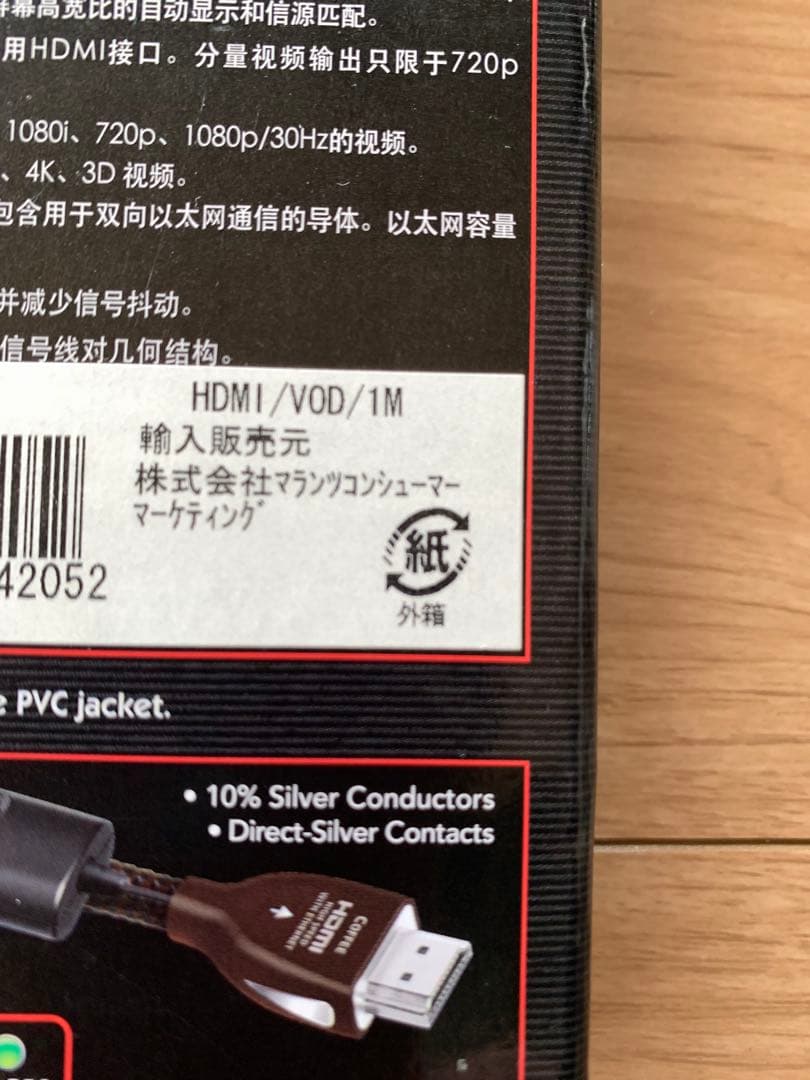 屏幕高宽比的自动显示和信源匹配。
用HDMI接口。分量视频输出只限于720p
1080i、720p、1080p/30Hz的视频。
、4K、3D 视频。
包含用于双向以太网通信的导体。以太网容量
并减少信号抖动。
信号线对几何结构。
HDMI/VOD/1M
輸入販売元
株式会社マランツコンシューマー
マーケティング
42052
紙
外箱
PVC jacket.
• 10% Silver Conductors
• Direct-Silver Contacts
COFFEE
HDMI
HIGH SPEED
WITH ETHERNET